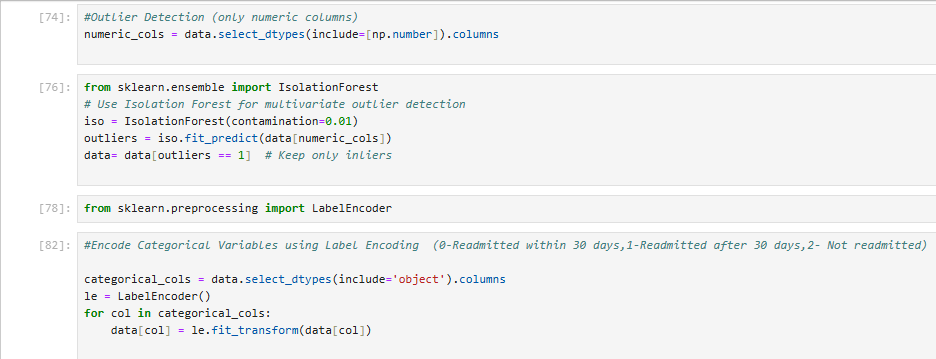 [74]: #Outlier Detection (only numeric columns)
numeric_cols = data.select_dtypes(include=[np.number]).columns
[76]: from sklearn.ensemble import IsolationForest
# Use Isolation Forest for multivariate outlier detection
iso = IsolationForest(contamination=0.01)
outliers = iso.fit_predict(data[numeric_cols])
data= data[outliers == 1]  # Keep only inliers
[78]: from sklearn.preprocessing import LabelEncoder
[82]: #Encode Categorical Variables using Label Encoding  (0-Readmitted within 30 days,1-Readmitted after 30 days,2- Not readmitted)
categorical_cols = data.select_dtypes(include='object').columns
le = LabelEncoder()
for col in categorical_cols:
    data[col] = le.fit_transform(data[col])